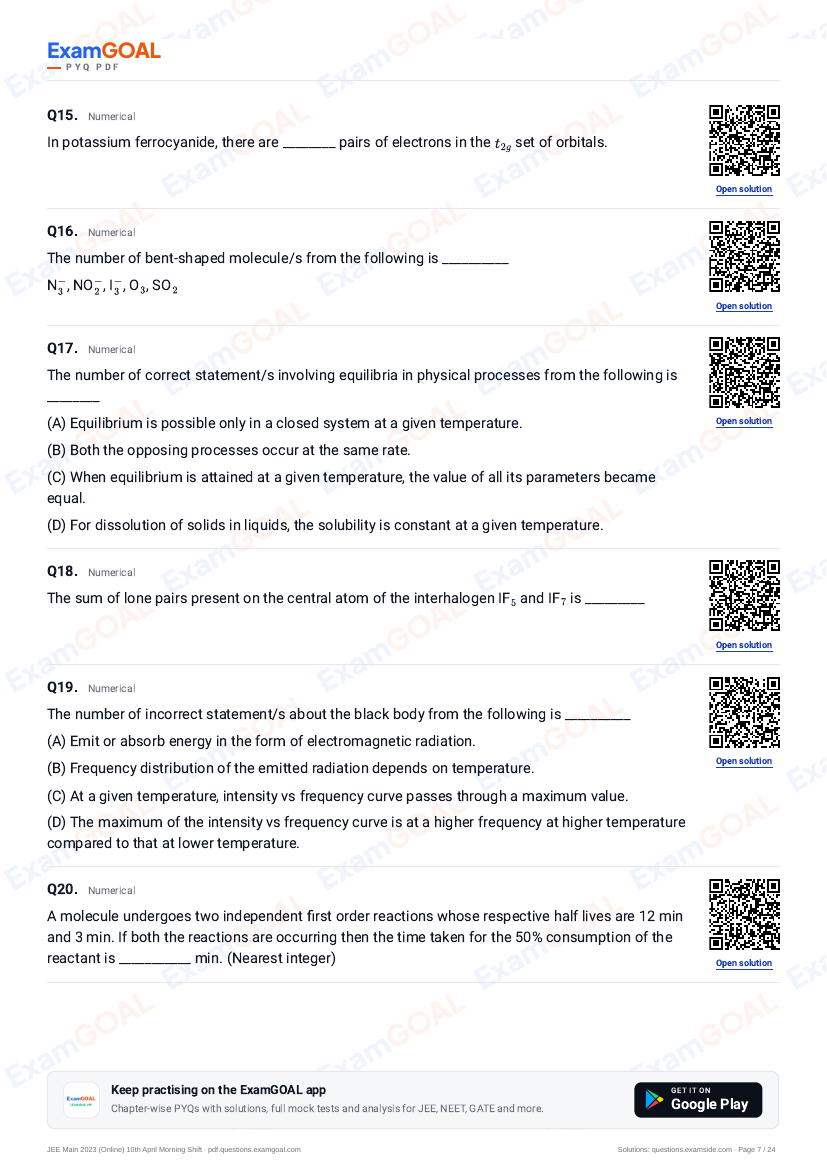 ExamGOAL
PYQ PDF
Q15. Numerical
In potassium ferrocyanide, there are ________ pairs of electrons in the $t_{2g}$ set of orbitals.
Open solution
Q16. Numerical
The number of bent-shaped molecule/s from the following is __________
$N_3^-$, $NO_2^-$, $I_3^-$, $O_3$, $SO_2$
Open solution
Q17. Numerical
The number of correct statement/s involving equilibria in physical processes from the following is
________
(A) Equilibrium is possible only in a closed system at a given temperature.
(B) Both the opposing processes occur at the same rate.
(C) When equilibrium is attained at a given temperature, the value of all its parameters became
equal.
(D) For dissolution of solids in liquids, the solubility is constant at a given temperature.
Open solution
Q18. Numerical
The sum of lone pairs present on the central atom of the interhalogen $IF_5$ and $IF_7$ is _________
Open solution
Q19. Numerical
The number of incorrect statement/s about the black body from the following is __________
(A) Emit or absorb energy in the form of electromagnetic radiation.
(B) Frequency distribution of the emitted radiation depends on temperature.
(C) At a given temperature, intensity vs frequency curve passes through a maximum value.
(D) The maximum of the intensity vs frequency curve is at a higher frequency at higher temperature
compared to that at lower temperature.
Open solution
Q20. Numerical
A molecule undergoes two independent first order reactions whose respective half lives are 12 min
and 3 min. If both the reactions are occurring then the time taken for the 50% consumption of the
reactant is ___________ min. (Nearest integer)
Open solution
ExamGOAL
Keep practising on the ExamGOAL app
Chapter-wise PYQs with solutions, full mock tests and analysis for JEE, NEET, GATE and more.
GET IT ON
Google Play
JEE Main 2023 (Online) 10th April Morning Shift · pdf.questions.examgoal.com
Solutions: questions.examside.com · Page 7 / 24